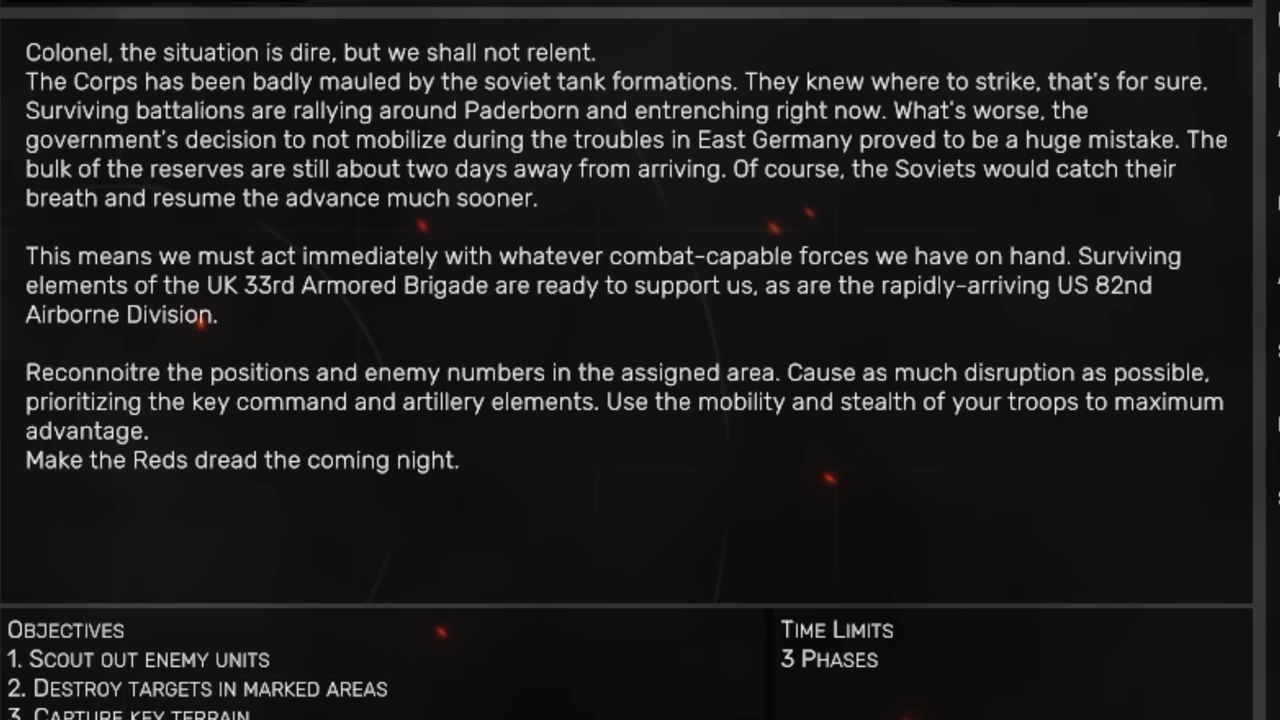 Colonel, the situation is dire, but we shall not relent.
The Corps has been badly mauled by the soviet tank formations. They knew where to strike, that's for sure.
Surviving battalions are rallying around Paderborn and entrenching right now. What's worse, the
government's decision to not mobilize during the troubles in East Germany proved to be a huge mistake. The
bulk of the reserves are still about two days away from arriving. Of course, the Soviets would catch their
breath and resume the advance much sooner.
This means we must act immediately with whatever combat-capable forces we have on hand. Surviving
elements of the UK 33rd Armored Brigade are ready to support us, as are the rapidly-arriving US 82nd
Airborne Division.
Reconnoitre the positions and enemy numbers in the assigned area. Cause as much disruption as possible,
prioritizing the key command and artillery elements. Use the mobility and stealth of your troops to maximum
advantage.
Make the Reds dread the coming night.
OBJECTIVES
1. SCOUT OUT ENEMY UNITS
2. DESTROY TARGETS IN MARKED AREAS
3. CAPTURE KEY TERRAIN
TIME LIMITS
3 PHASES